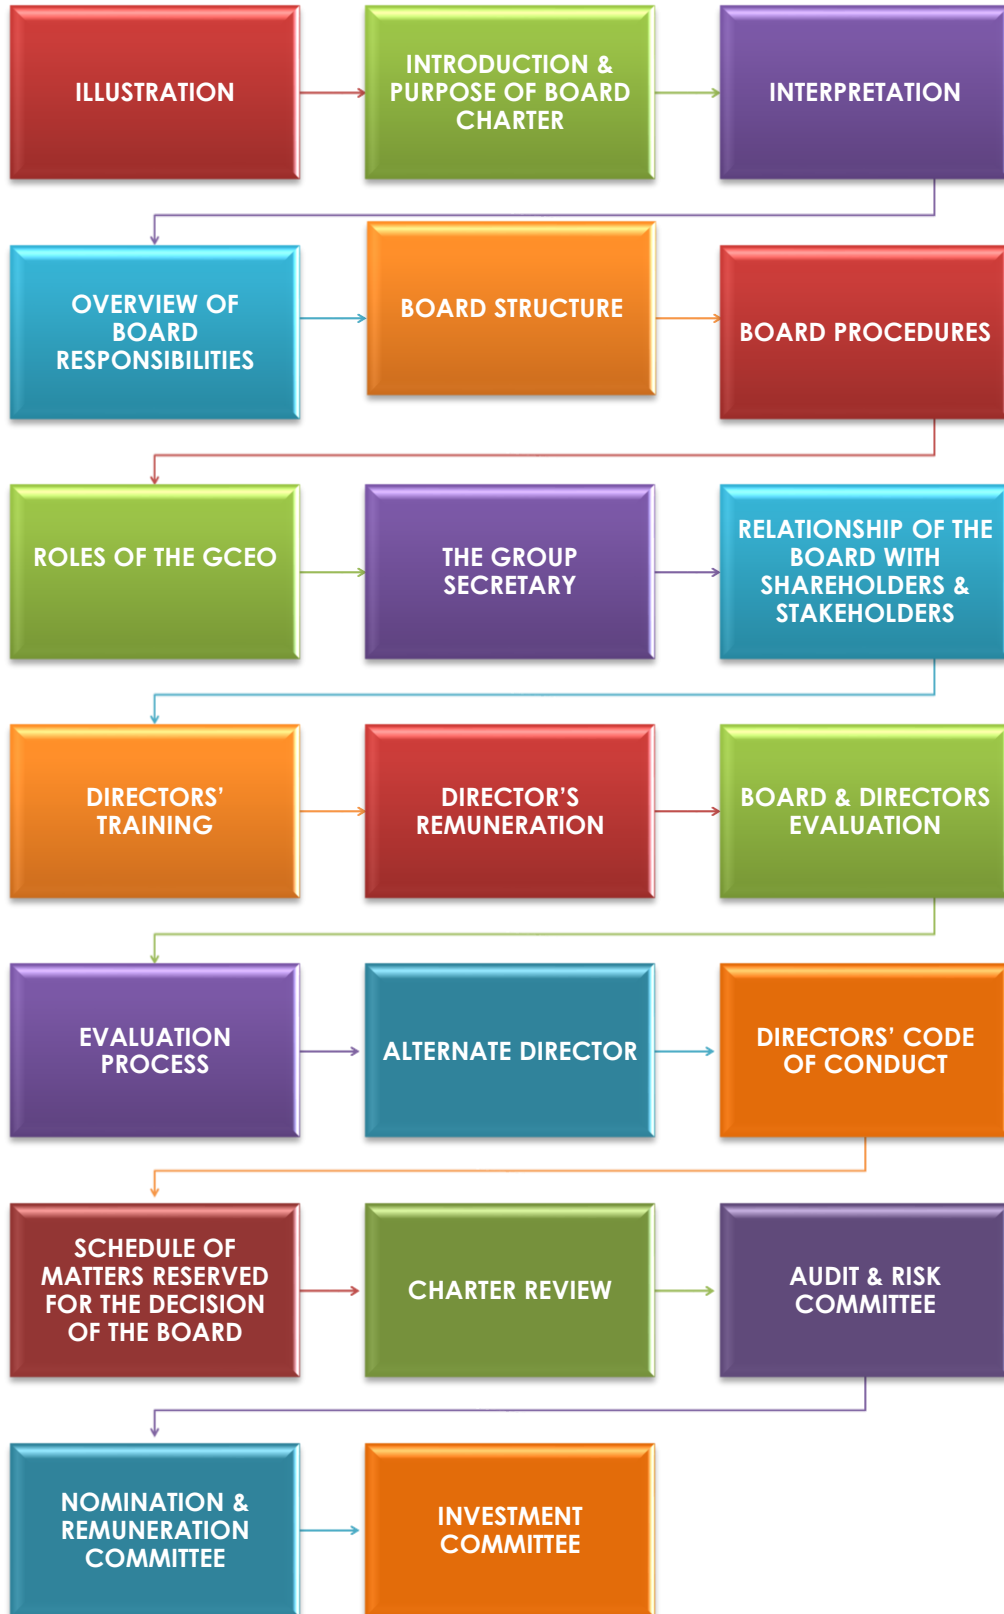 ILLUSTRATION
INTRODUCTION &
PURPOSE OF BOARD
CHARTER
INTERPRETATION
OVERVIEW OF
BOARD
RESPONSIBILITIES
BOARD STRUCTURE
BOARD PROCEDURES
ROLES OF THE GCEO
THE GROUP
SECRETARY
RELATIONSHIP OF THE
BOARD WITH
SHAREHOLDERS &
STAKEHOLDERS
DIRECTORS’
TRAINING
DIRECTOR’S
REMUNERATION
BOARD & DIRECTORS
EVALUATION
EVALUATION
PROCESS
ALTERNATE DIRECTOR
DIRECTORS’ CODE
OF CONDUCT
SCHEDULE OF
MATTERS RESERVED
FOR THE DECISION
OF THE BOARD
CHARTER REVIEW
AUDIT & RISK
COMMITTEE
NOMINATION &
REMUNERATION
COMMITTEE
INVESTMENT
COMMITTEE